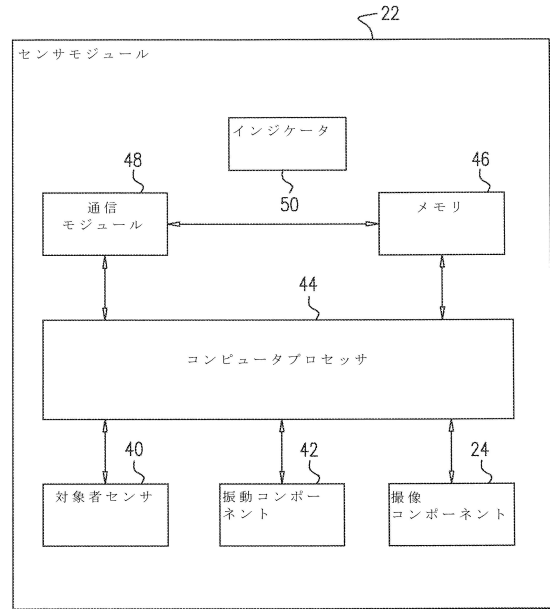 22
センサモジュール
インジケータ
50
48
通信
モジュール
46
メモリ
44
コンピュータプロセッサ
40
対象者センサ
42
振動コンポー
ネント
24
撮像
コンポーネント